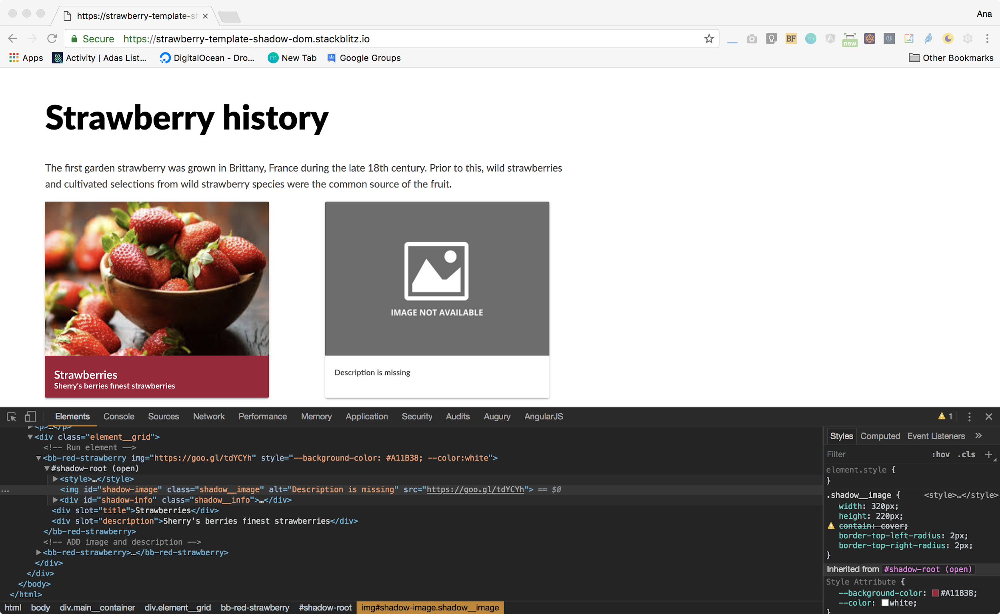 https://strawberry-template-sh
Ana
Secure https://strawberry-template-shadow-dom.stackblitz.io
BF
m
new
Apps
Activity | Adas List...
DigitalOcean - Dro...
m New Tab
Google Groups
Other Bookmarks
Strawberry history
The first garden strawberry was grown in Brittany, France during the late 18th century. Prior to this, wild strawberries
and cultivated selections from wild strawberry species were the common source of the fruit.
IMAGE NOT AVAILABLE
Strawberries
Sherry's berries finest strawberries
Description is missing
Elements Console Sources Network Performance Memory Application Security Audits Augury AngularJS 1
<p>…</p>
<div class="element__grid">
<!-- Run element -->
<bb-red-strawberry img="https://goo.gl/tdYCYh" style="--background-color: #A11B38; --color:white">
#shadow-root (open)
<style>…</style>
<img id="shadow-image" class="shadow__image" alt="Description is missing" src="https://goo.gl/tdYCYh"> == $0
<div id="shadow-info" class="shadow__info">…</div>
<div slot="title">Strawberries</div>
<div slot="description">Sherry's berries finest strawberries</div>
</bb-red-strawberry>
<!-- ADD image and description -->
<bb-red-strawberry>…</bb-red-strawberry>
</div>
</div>
</body>
</html>
html body div.main__container div.element__grid bb-red-strawberry #shadow-root img#shadow-image.shadow__image
Styles Computed Event Listeners »
Filter :hov .cls +
element.style {
}
.shadow__image { <style>…</style>
width: 320px;
height: 220px;
contain: cover;
border-top-left-radius: 2px;
border-top-right-radius: 2px;
}
Inherited from #shadow-root (open)
Style Attribute {
--background-color: #A11B38;
--color: white;
}